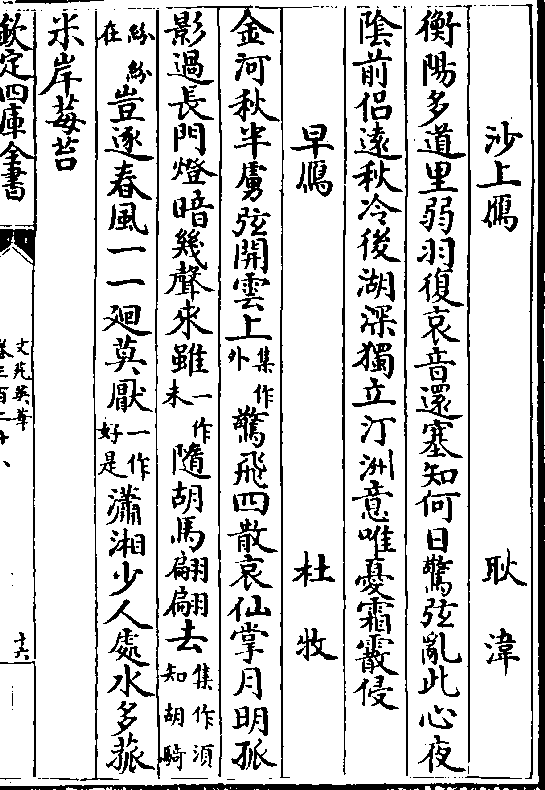 沙上鴈　耿湋
衡陽多道里弱羽復哀音還塞知何日驚弦亂此心夜
陰前侣遠秋冷後湖深獨立汀洲意唯憂霜霰侵
早鴈　杜牧
金河秋半虜弦開雲上集作外驚飛四散哀仙掌月明孤
影過長門燈暗幾聲來雖一作未隨胡馬翩翩去集作須知胡騎
紛紛在豈逐春風一一廻莫厭一作好是瀟湘少人處水多菰
米岸莓苔
欽定四庫全書
文苑英華
卷三百二十八
十六